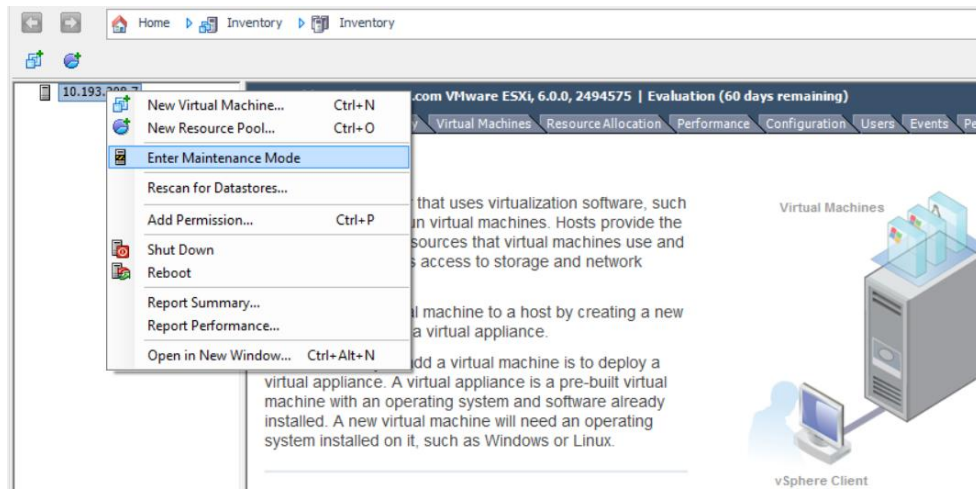 Home Inventory Inventory
10.193.
.com VMware ESXi, 6.0.0, 2494575 | Evaluation (60 days remaining)
Virtual Machines Resource Allocation Performance Configuration Users Events
New Virtual Machine... Ctrl+N
New Resource Pool... Ctrl+O
Enter Maintenance Mode
Rescan for Datastores...
Add Permission... Ctrl+P
Shut Down
Reboot
Report Summary...
Report Performance...
Open in New Window... Ctrl+Alt+N
that uses virtualization software, such
virtual machines. Hosts provide the
that virtual machines use and
access to storage and network
machine to a host by creating a new
a virtual appliance.
add a virtual machine is to deploy a
virtual appliance. A virtual appliance is a pre-built virtual
machine with an operating system and software already
installed. A new virtual machine will need an operating
system installed on it, such as Windows or Linux.
Virtual Machines
vSphere Client